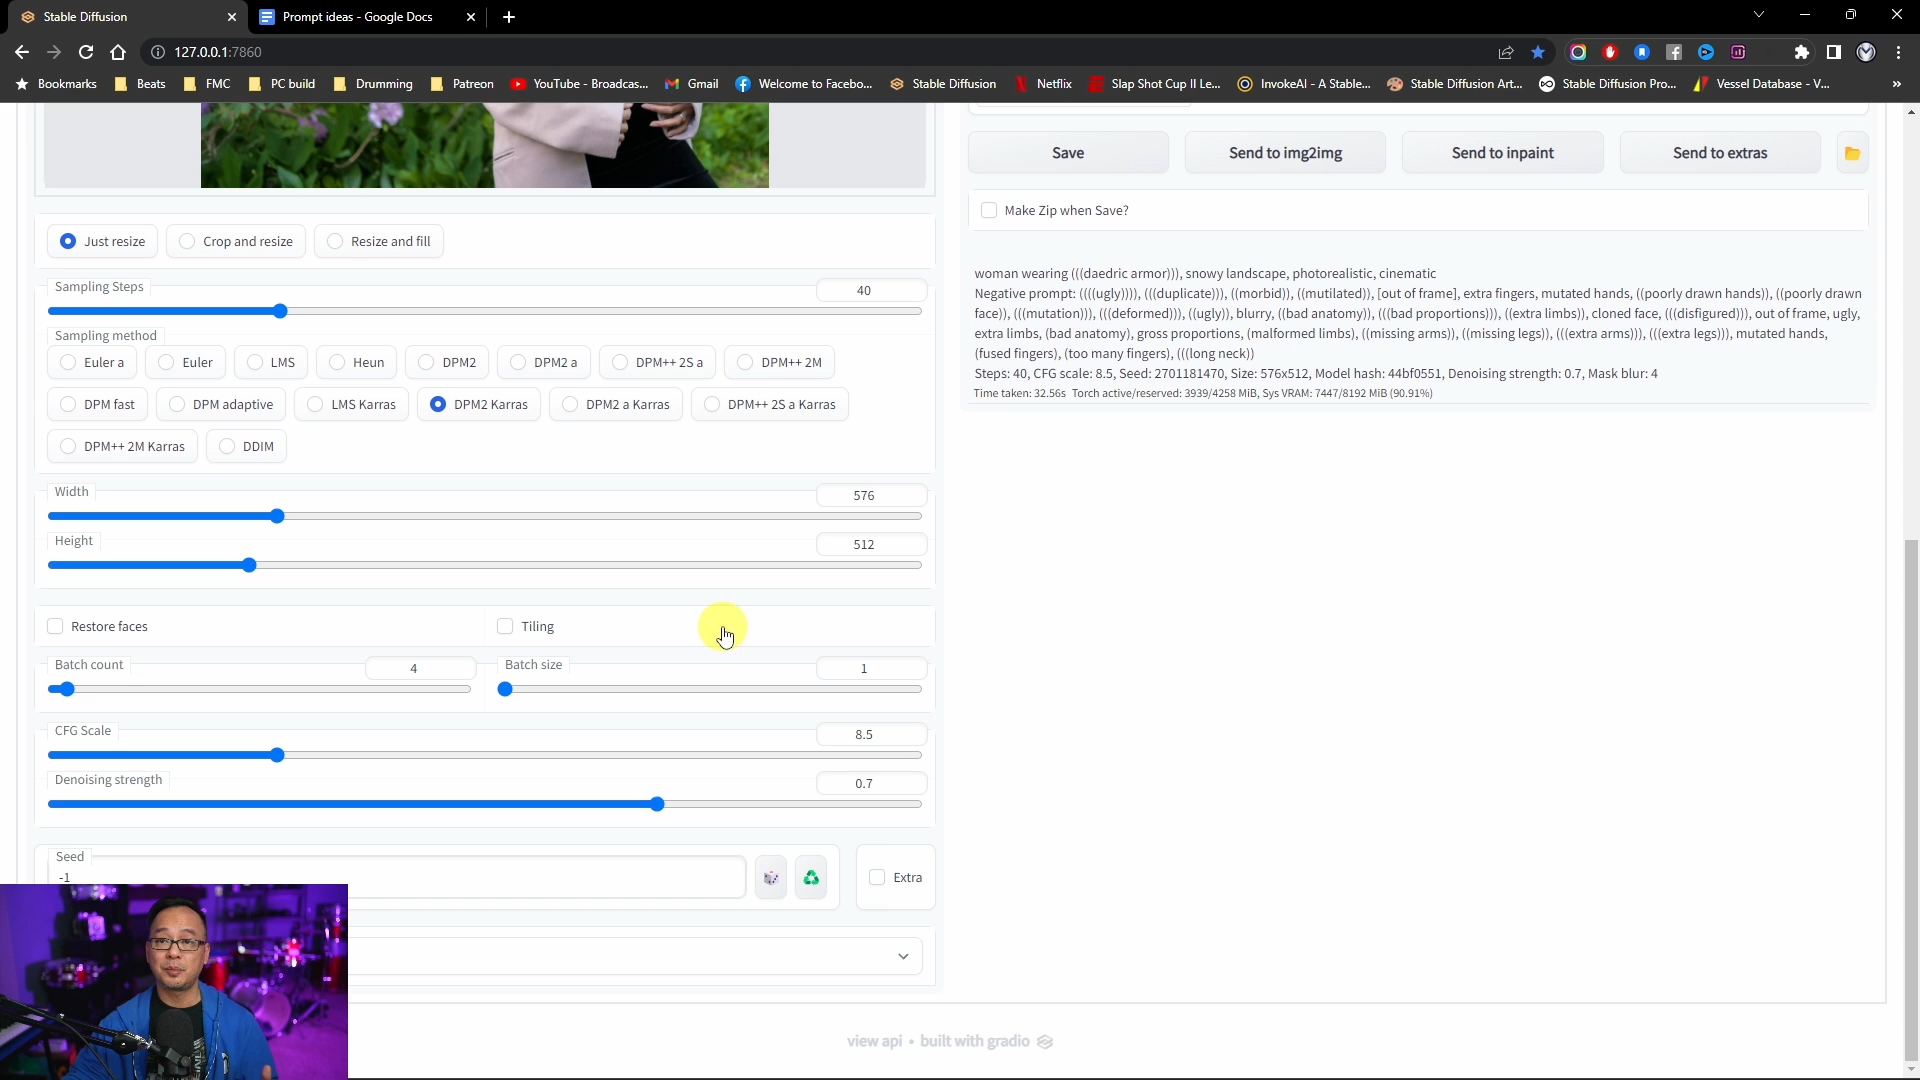 Stable Diffusion
Prompt ideas - Google Docs
127.0.0.1:7860
Bookmarks
Beats
FMC
PC build
Drumming
Patreon
YouTube - Broadcas...
Gmail
Welcome to Facebo...
Stable Diffusion
Netflix
Slap Shot Cup II Le...
InvokeAI - A Stable...
Stable Diffusion Art...
Stable Diffusion Pro...
Vessel Database - V...
Save
Send to img2img
Send to inpaint
Send to extras
Make Zip when Save?
woman wearing (((daedric armor))), snowy landscape, photorealistic, cinematic
Negative prompt: ((((ugly)))), (((duplicate))), ((morbid)), ((mutilated)), [out of frame], extra fingers, mutated hands, ((poorly drawn hands)), ((poorly drawn
face)), (((mutation))), (((deformed))), ((ugly)), blurry, ((bad anatomy)), (((bad proportions))), ((extra limbs)), cloned face, (((disfigured))), out of frame, ugly,
extra limbs, (bad anatomy), gross proportions, (malformed limbs), ((missing arms)), ((missing legs)), (((extra arms))), (((extra legs))), mutated hands,
(fused fingers), (too many fingers), (((long neck))
Steps: 40, CFG scale: 8.5, Seed: 2701181470, Size: 576x512, Model hash: 44bf0551, Denoising strength: 0.7, Mask blur: 4
Time taken: 32.56s Torch active/reserved: 3939/4258 MiB, Sys VRAM: 7447/8192 MiB (90.91%)
Just resize
Crop and resize
Resize and fill
Sampling Steps
40
Sampling method
Euler a
Euler
LMS
Heun
DPM2
DPM2 a
DPM++ 2S a
DPM++ 2M
DPM fast
DPM adaptive
LMS Karras
DPM2 Karras
DPM2 a Karras
DPM++ 2S a Karras
DPM++ 2M Karras
DDIM
Width
576
Height
512
Restore faces
Tiling
Batch count
4
Batch size
1
CFG Scale
8.5
Denoising strength
0.7
Seed
-1
Extra
view api • built with gradio